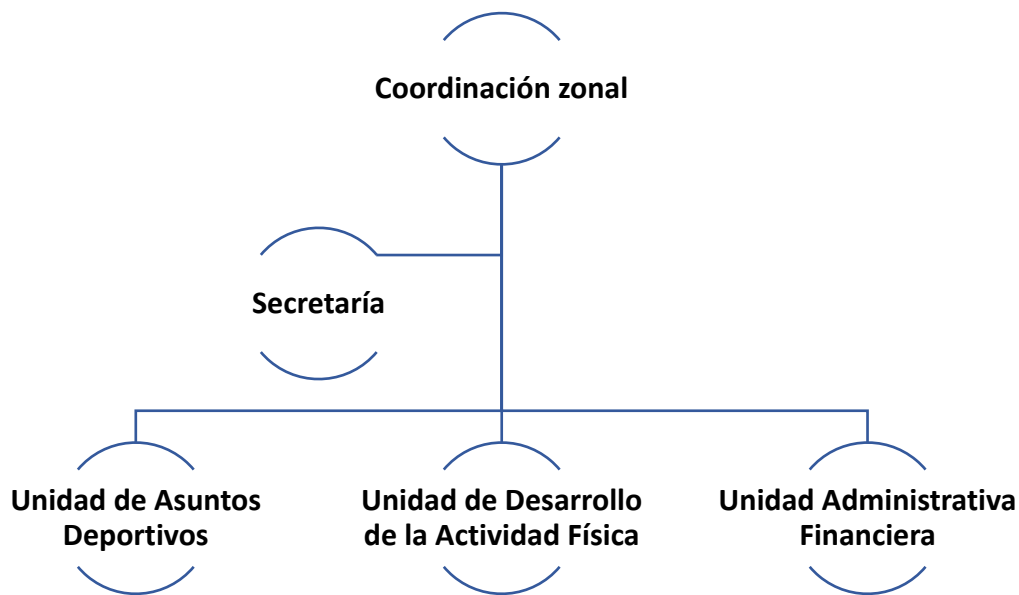 Coordinación zonal
Secretaría
Unidad de Asuntos
Deportivos
Unidad de Desarrollo
de la Actividad Física
Unidad Administrativa
Financiera